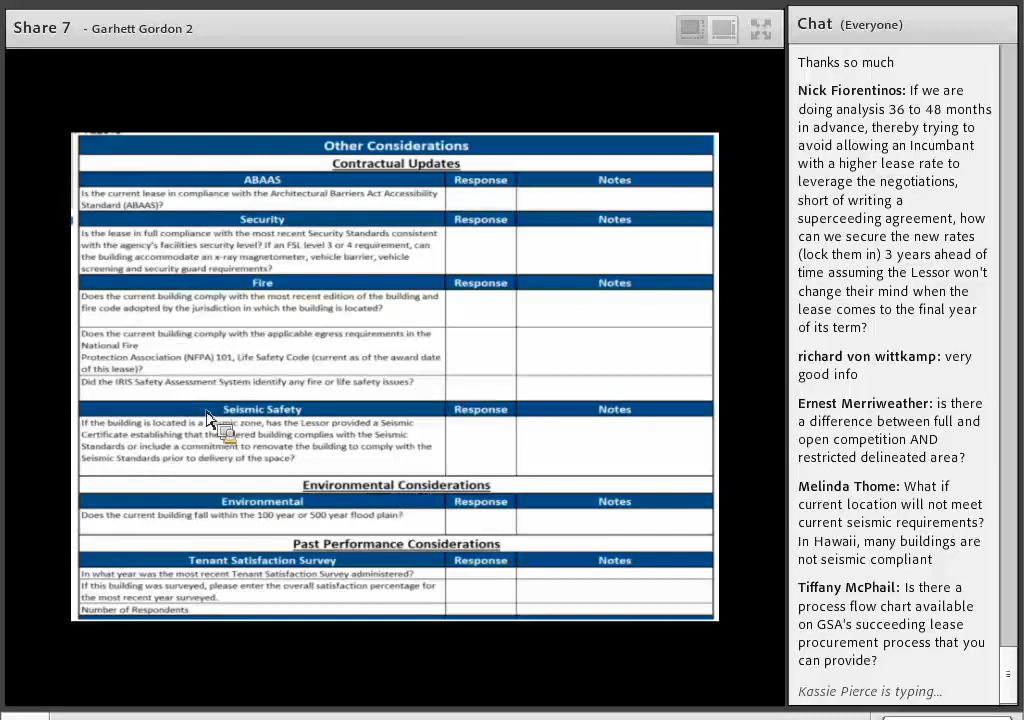 Share 7 - Garhett Gordon 2
Other Considerations
Contractual Updates
ABAAS Response Notes
Is the current lease in compliance with the Architectural Barriers Act Accessibility
Standard (ABAAS)?
Security Response Notes
Is the lease in full compliance with the most recent Security Standards consistent
with the agency's facilities security level? If an FSL level 3 or 4 requirement, can
the building accommodate an x-ray magnetometer, vehicle barrier, vehicle
screening and security guard requirements?
Fire Response Notes
Does the current building comply with the most recent edition of the building and
fire code adopted by the jurisdiction in which the building is located?
Does the current building comply with the applicable egress requirements in the
National Fire
Protection Association (NFPA) 101, Life Safety Code (current as of the award date
of this lease)?
Did the IRIS Safety Assessment System identify any fire or life safety issues?
Seismic Safety Response Notes
If the building is located is a zone, has the Lessor provided a Seismic
Certificate establishing that the building complies with the Seismic
Standards or include a commitment to renovate the building to comply with the
Seismic Standards prior to delivery of the space?
Environmental Considerations
Environmental Response Notes
Does the current building fall within the 100 year or 500 year flood plain?
Past Performance Considerations
Tenant Satisfaction Survey Response Notes
In what year was the most recent Tenant Satisfaction Survey administered?
If this building was surveyed, please enter the overall satisfaction percentage for
the most recent year surveyed.
Number of Respondents
Chat (Everyone)
Thanks so much
Nick Fiorentinos: If we are
doing analysis 36 to 48 months
in advance, thereby trying to
avoid allowing an Incumbant
with a higher lease rate to
leverage the negotiations,
short of writing a
superceeding agreement, how
can we secure the new rates
(lock them in) 3 years ahead of
time assuming the Lessor won't
change their mind when the
lease comes to the final year
of its term?
richard von wittkamp: very
good info
Ernest Merriweather: is there
a difference between full and
open competition AND
restricted delineated area?
Melinda Thome: What if
current location will not meet
current seismic requirements?
In Hawaii, many buildings are
not seismic compliant
Tiffany McPhail: Is there a
process flow chart available
on GSA's succeeding lease
procurement process that you
can provide?
Kassie Pierce is typing...